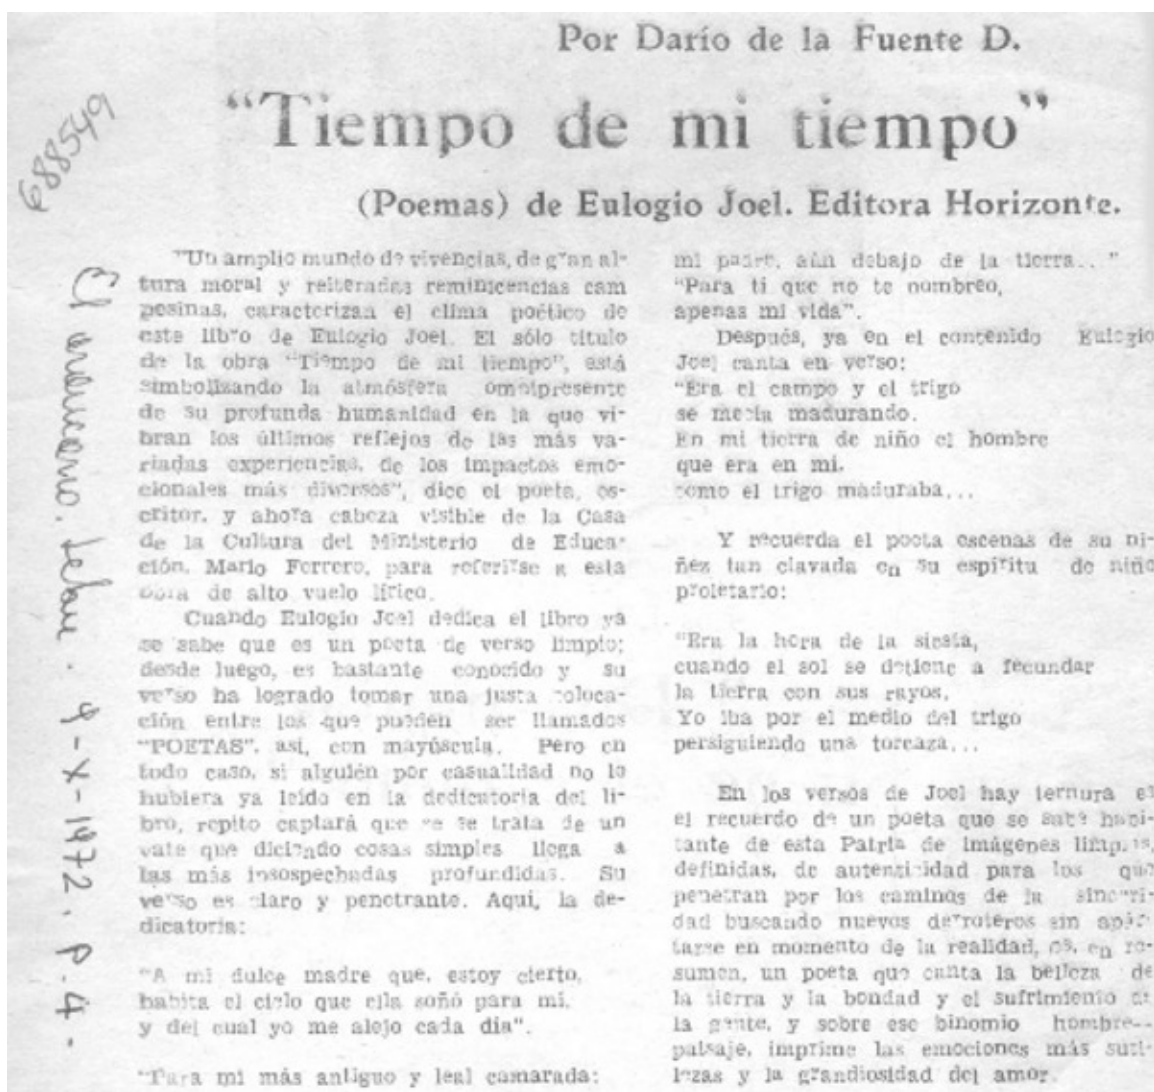 Por Darío de la Fuente D.
"Tiempo de mi tiempo"
(Poemas) de Eulogio Joel. Editora Horizonte.
688549
"Un amplio mundo de vivencias, de gran al-
tura moral y reiteradas reminicencias cam
pesinas, caracterizan el clima poético de
este libro de Eulogio Joel. El sólo título
de la obra "Tiempo de mi tiempo", está
simbolizando la atmósfera omnipresente
de su profunda humanidad en la que vi-
bran los últimos reflejos de las más va-
riadas experiencias, de los impactos emo-
cionales más diversos", dice el poeta, es-
critor, y ahora cabeza visible de la Casa
de la Cultura del Ministerio de Educa-
ción, Mario Ferrero, para referirse a esta
obra de alto vuelo lírico.
Cuando Eulogio Joel dedica el libro ya
se sabe que es un poeta de verso limpio;
desde luego, es bastante conocido y su
verso ha logrado tomar una justa coloca-
ción entre los que pueden ser llamados
"POETAS", así, con mayúscula. Pero en
todo caso, si alguién por casualidad no lo
hubiera ya leído en la dedicatoria del li-
bro, repito captará que se trata de un
vate que diciendo cosas simples llega a
las más insospechadas profundidas. Su
verso es claro y penetrante. Aquí, la de-
dicatoria:
"A mi dulce madre que, estoy cierto,
habita el cielo que ella soñó para mí,
y del cual yo me alejo cada día".
"Para mi más antiguo y leal camarada:
mi padre, aún debajo de la tierra.. "
"Para ti que no te nombreo,
apenas mi vida".
Después, ya en el contenido Eulogio
Joel canta en verso:
"Era el campo y el trigo
se mecía madurando.
En mi tierra de niño el hombre
que era en mí,
como el trigo maduraba...
Y recuerda el poeta escenas de su ni-
ñez tan clavada en su espíritu de niño
proletario:
"Era la hora de la siesta,
cuando el sol se detiene a fecundar
la tierra con sus rayos,
Yo iba por el medio del trigo
persiguiendo una torcaza...
En los versos de Joel hay ternura en
el recuerdo de un poeta que se sabe habi-
tante de esta Patria de imágenes limpias,
definidas, de autenticidad para los que
penetran por los caminos de la sinceri-
dad buscando nuevos derroteros sin apar-
tarse en momento de la realidad, es, en re-
sumen, un poeta que canta la belleza de
la tierra y la bondad y el sufrimiento de
la gente, y sobre ese binomio hombre--
paisaje, imprime las emociones más suti-
lezas y la grandiosidad del amor.
El . 9-X-1972. P. 4.